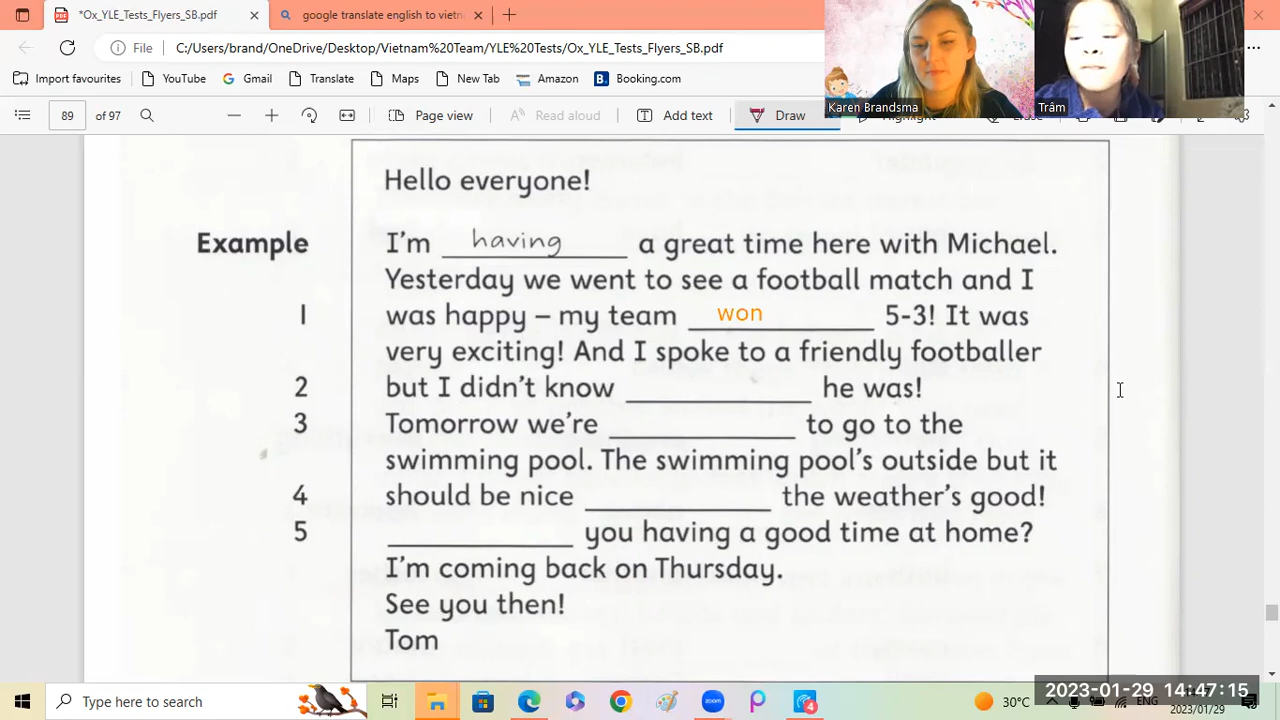 *Ox_YLE_Tests_Flyers_SB.pdf
google translate english to vietn
File C:/Users/brand/OneDrive/Desktop/Vietnam%20Team/YLE%20Tests/Ox_YLE_Tests_Flyers_SB.pdf
Import favourites YouTube Gmail Translate Maps New Tab Amazon Booking.com
Karen Brandsma Trâm
89 of 97 Page view Read aloud Add text Draw
Hello everyone!
Example I'm having a great time here with Michael.
Yesterday we went to see a football match and I
1 was happy – my team won 5-3! It was
very exciting! And I spoke to a friendly footballer
2 but I didn't know he was!
3 Tomorrow we're to go to the
swimming pool. The swimming pool's outside but it
4 should be nice the weather's good!
5 you having a good time at home?
I'm coming back on Thursday.
See you then!
Tom
Type here to search 30°C ENG
2023-01-29 14:47:15
2023/01/29